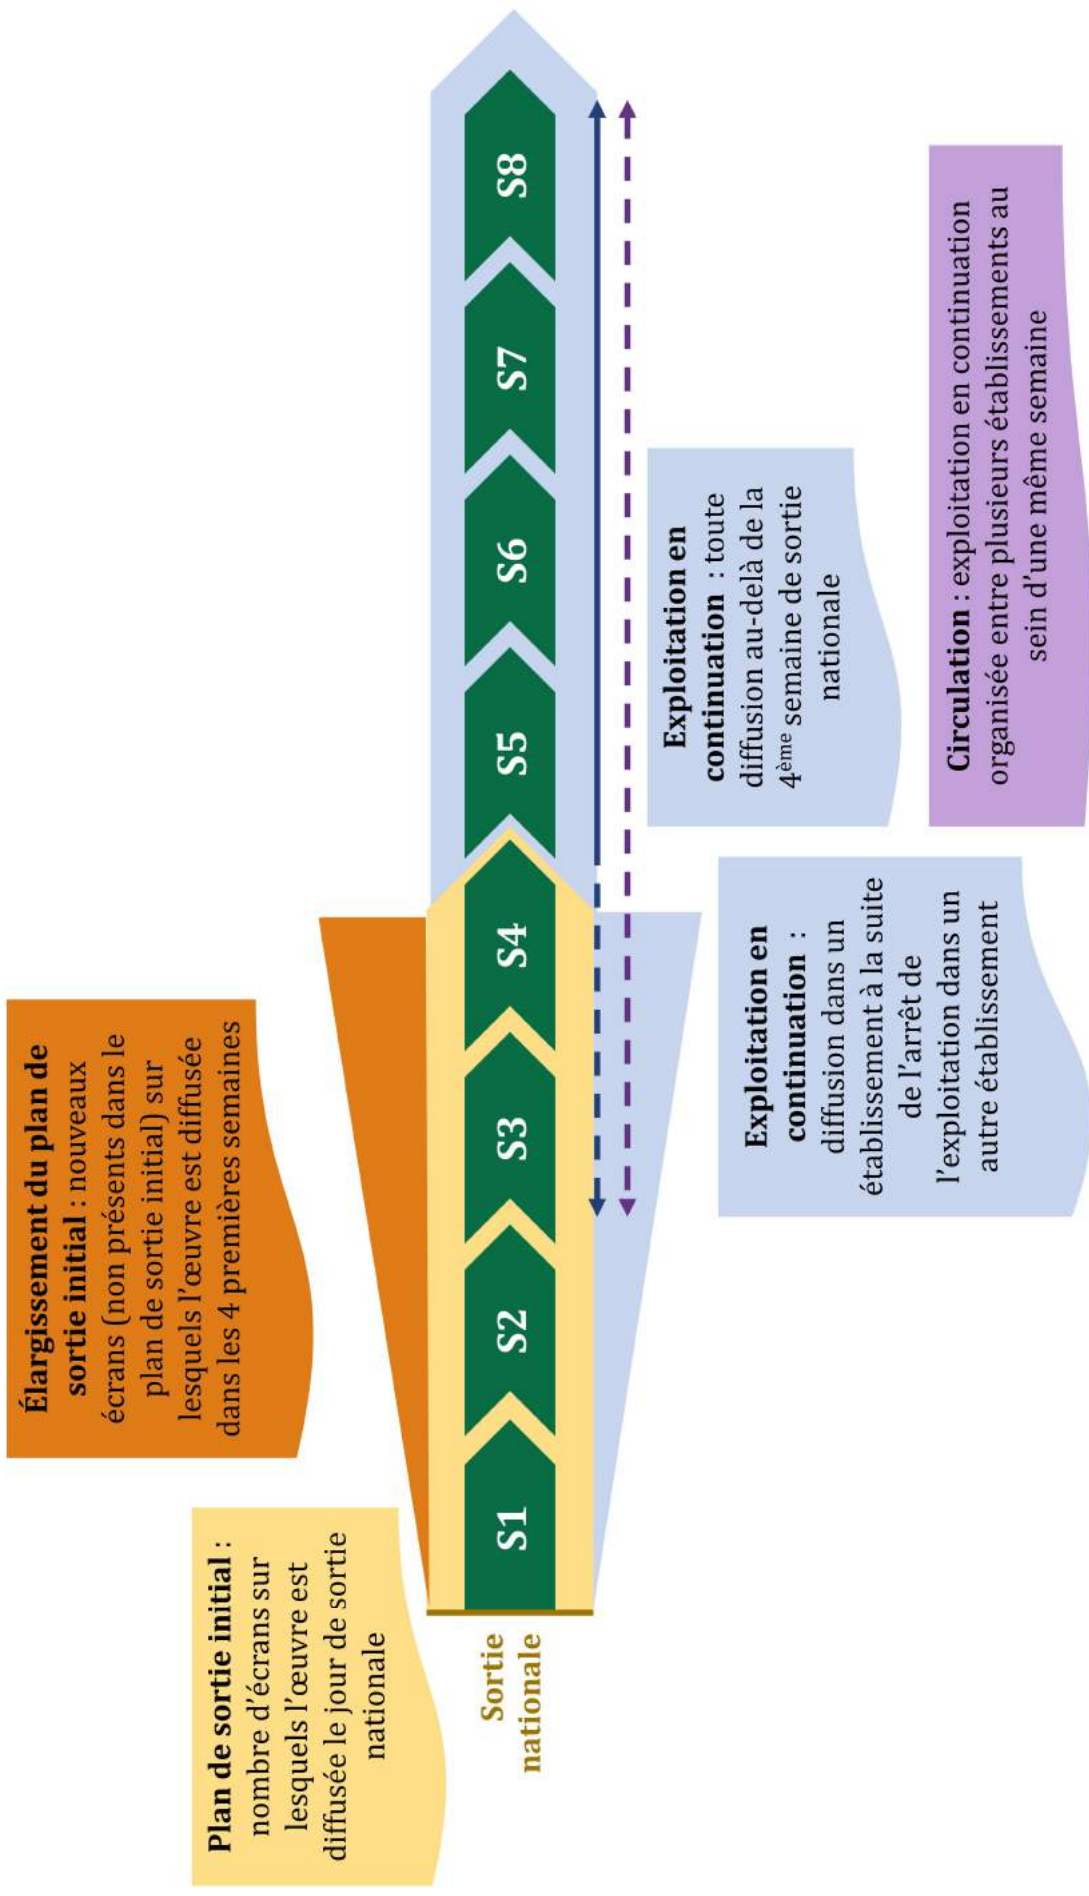 Plan de sortie initial :
nombre d’écrans sur
lesquels l’œuvre est
diffusée le jour de sortie
nationale
Élargissement du plan de
sortie initial : nouveaux
écrans (non présents dans le
plan de sortie initial) sur
lesquels l’œuvre est diffusée
dans les 4 premières semaines
Sortie
nationale
S1
S2
S3
S4
S5
S6
S7
S8
Exploitation en
continuation :
diffusion dans un
établissement à la suite
de l’arrêt de
l’exploitation dans un
autre établissement
Exploitation en
continuation : toute
diffusion au-delà de la
4ème semaine de sortie
nationale
Circulation : exploitation en continuation
organisée entre plusieurs établissements au
sein d’une même semaine